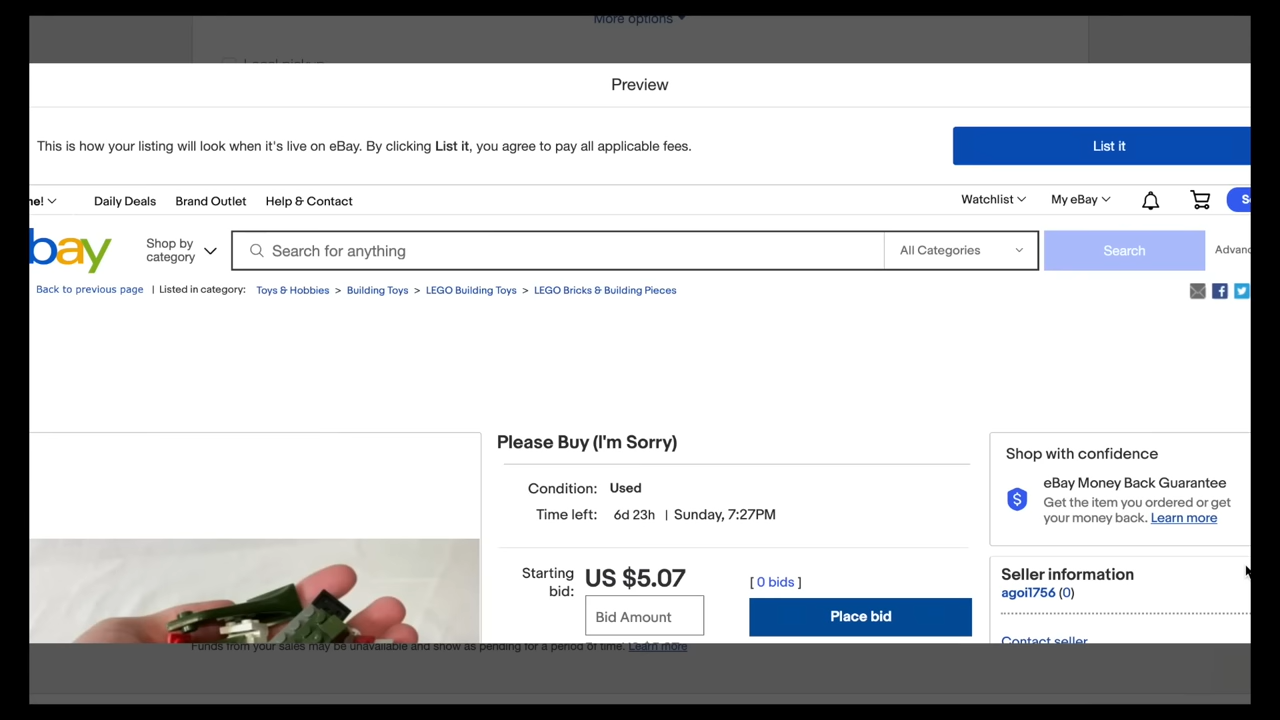 More options
Preview
This is how your listing will look when it's live on eBay. By clicking List it, you agree to pay all applicable fees.
List it
ne!
Daily Deals
Brand Outlet
Help & Contact
Watchlist
My eBay
bay
Shop by
category
Search for anything
All Categories
Search
Advanc
Back to previous page | Listed in category: Toys & Hobbies > Building Toys > LEGO Building Toys > LEGO Bricks & Building Pieces
Please Buy (I'm Sorry)
Condition: Used
Time left: 6d 23h | Sunday, 7:27PM
Starting
bid:
US $5.07
[ 0 bids ]
Bid Amount
Place bid
Shop with confidence
eBay Money Back Guarantee
Get the item you ordered or get
your money back. Learn more
Seller information
agoi1756 (0)
Contact seller
Funds from your sales may be unavailable and show as pending for a period of time. Learn more